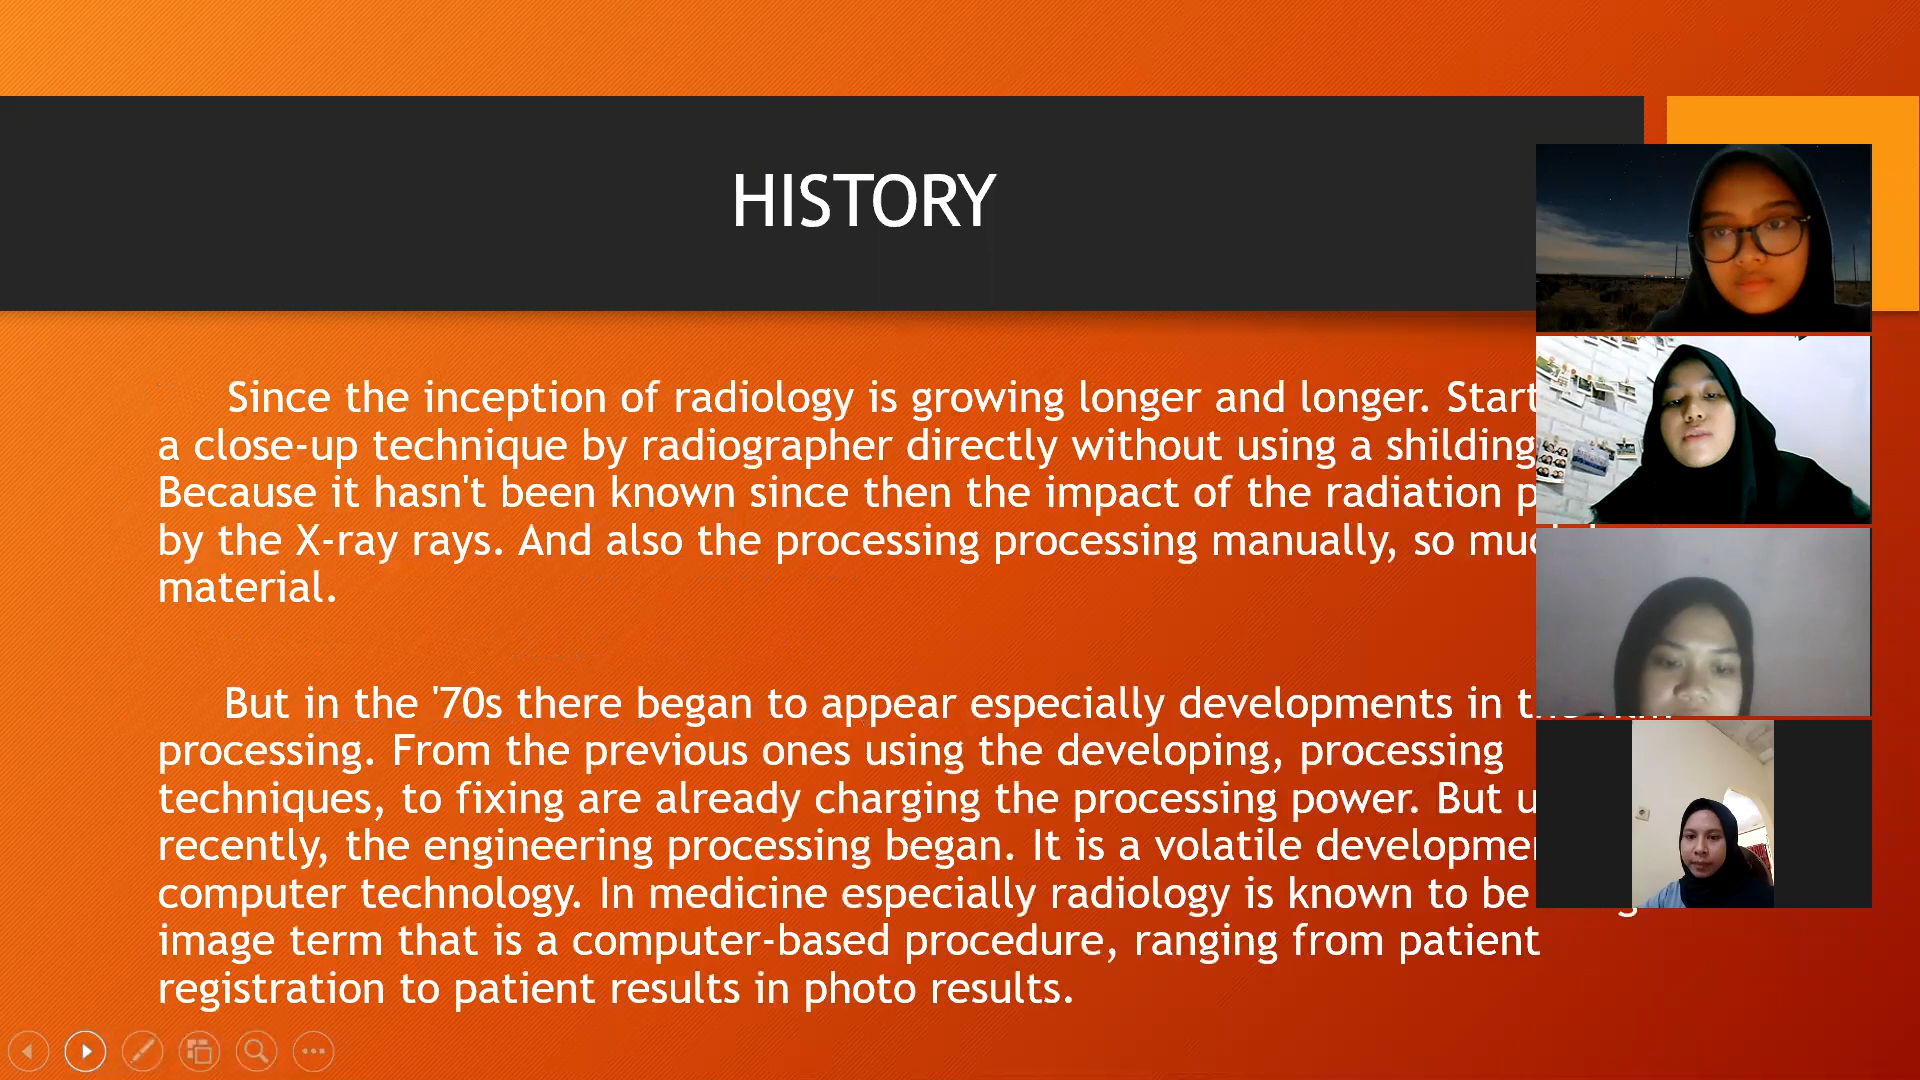 HISTORY
Since the inception of radiology is growing longer and longer. Start
a close-up technique by radiographer directly without using a shilding
Because it hasn't been known since then the impact of the radiation
by the X-ray rays. And also the processing processing manually, so
material.
But in the '70s there began to appear especially developments in
processing. From the previous ones using the developing, processing
techniques, to fixing are already charging the processing power. But
recently, the engineering processing began. It is a volatile
computer technology. In medicine especially radiology is known to be
image term that is a computer-based procedure, ranging from patient
registration to patient results in photo results.